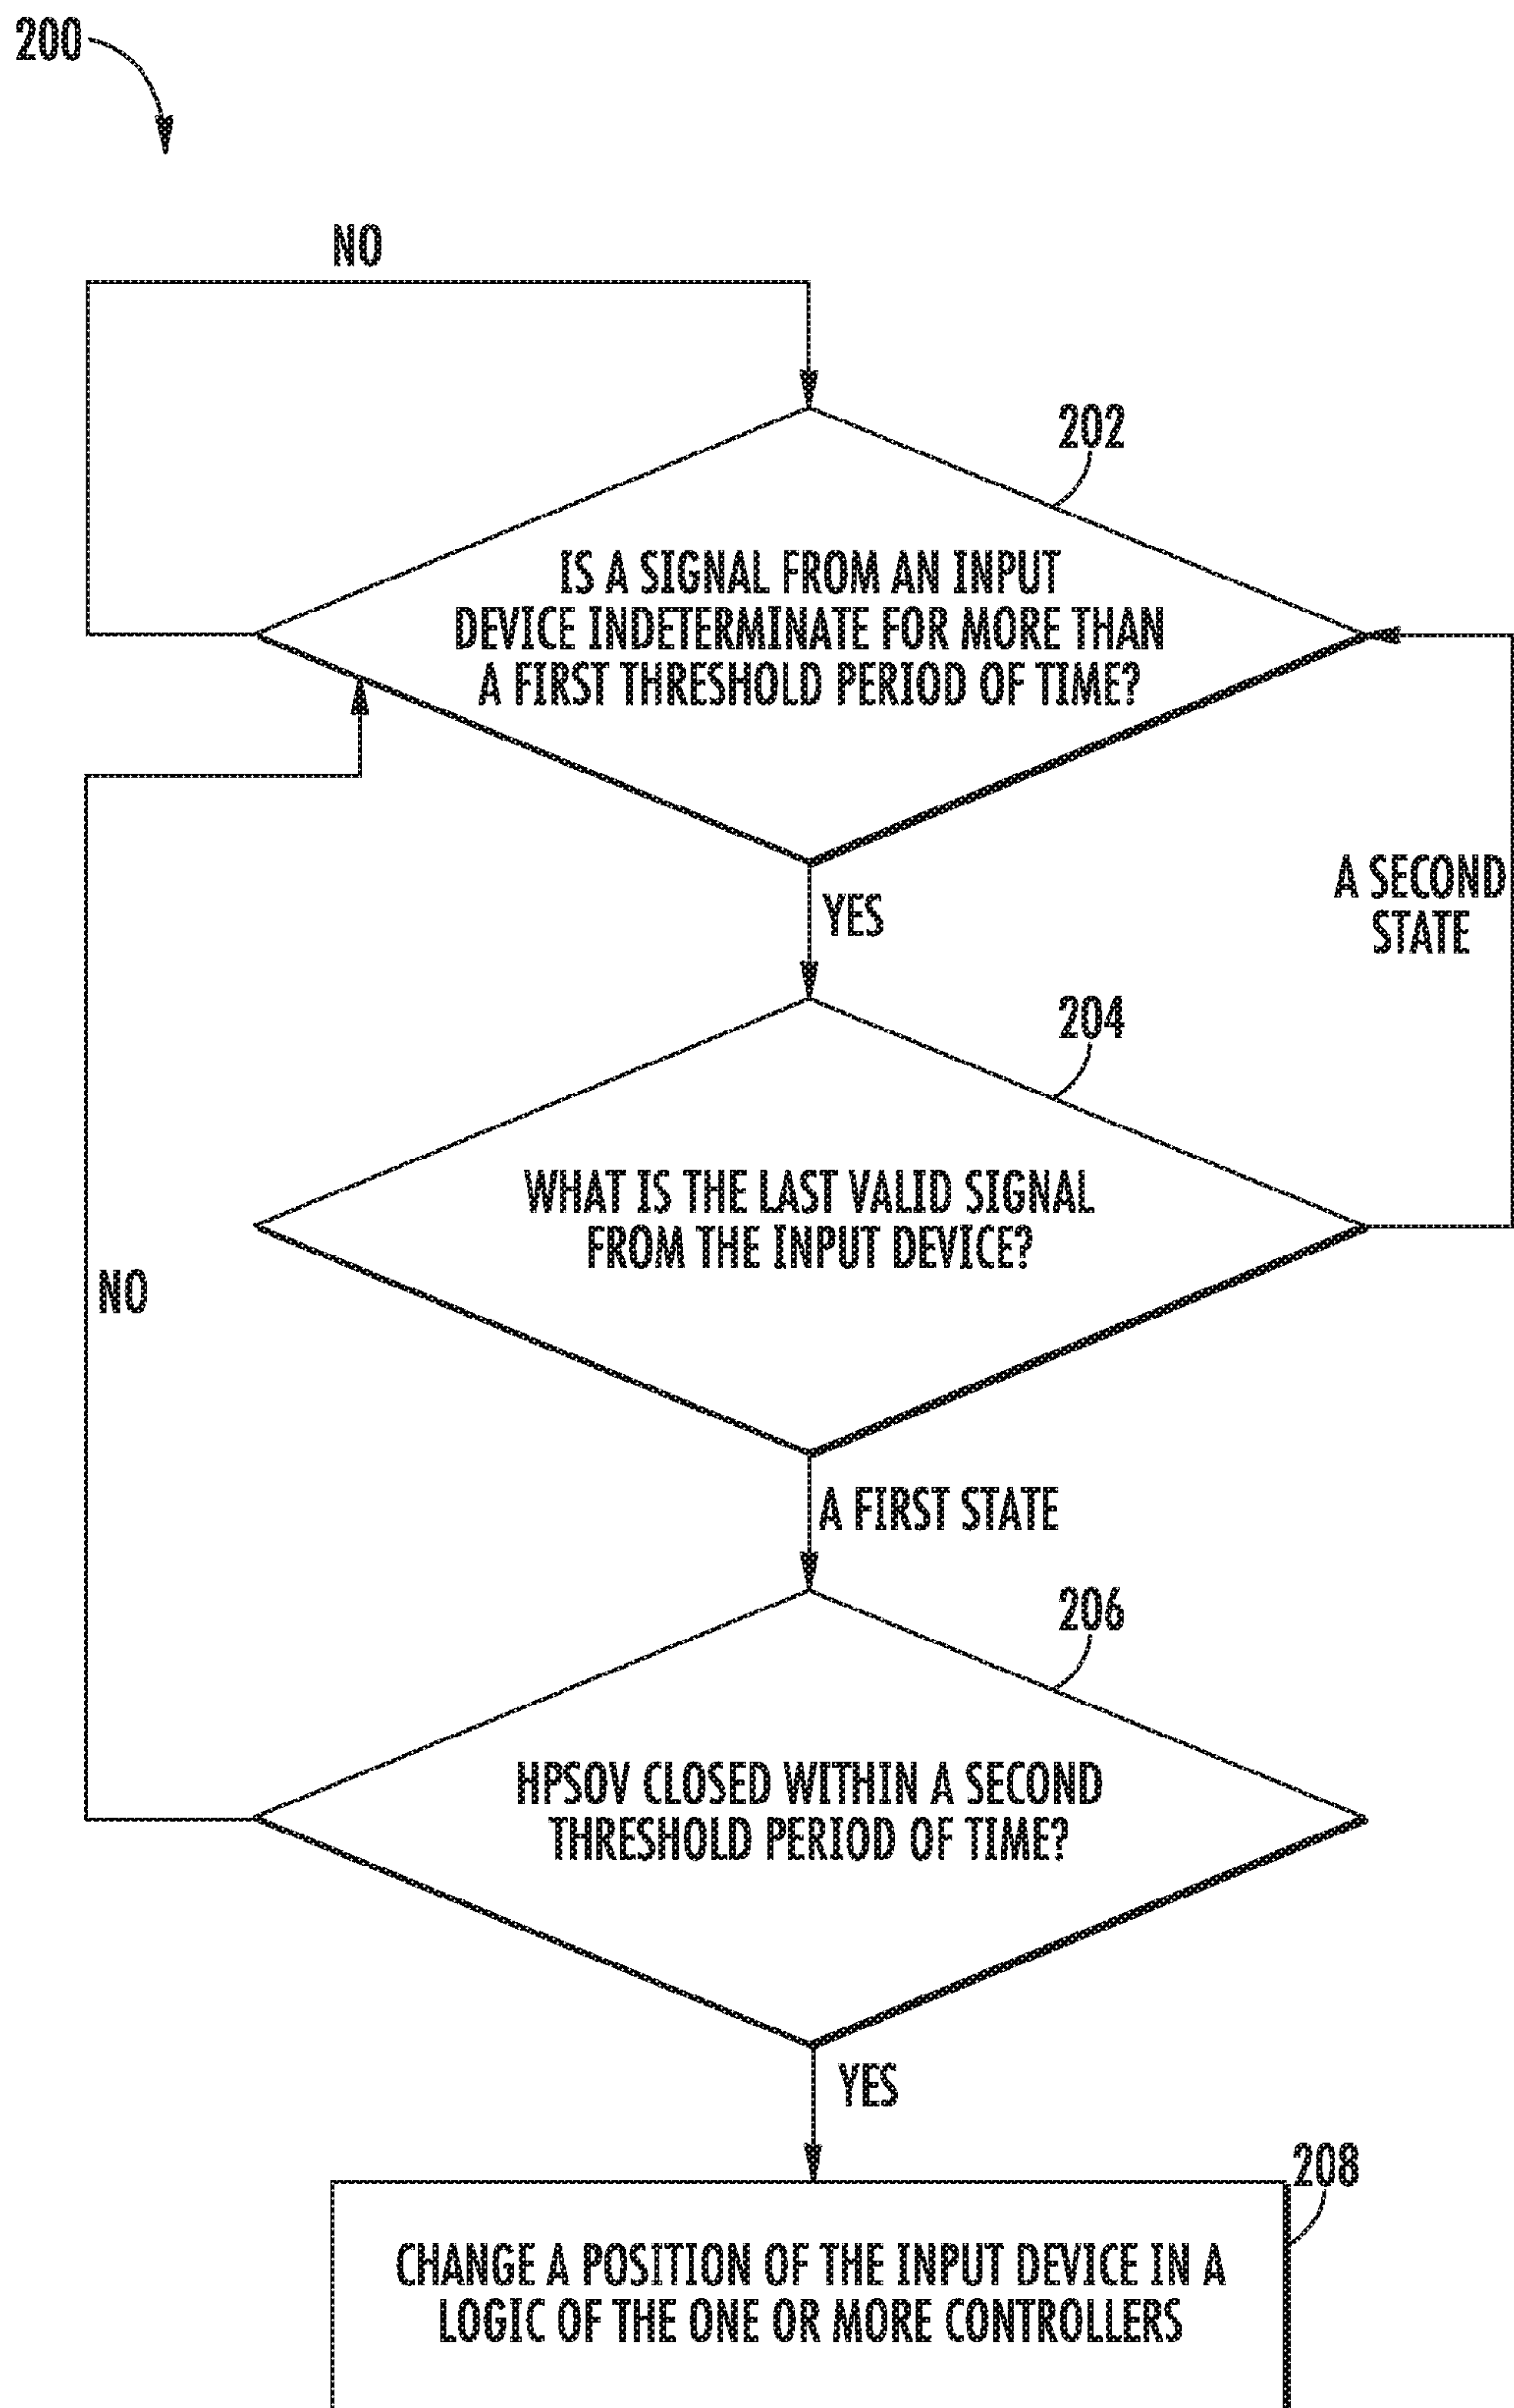 200
NO
202
IS A SIGNAL FROM AN INPUT
DEVICE INDETERMINATE FOR MORE THAN
A FIRST THRESHOLD PERIOD OF TIME?
YES
A SECOND
STATE
204
WHAT IS THE LAST VALID SIGNAL
FROM THE INPUT DEVICE?
NO
A FIRST STATE
206
HPSOV CLOSED WITHIN A SECOND
THRESHOLD PERIOD OF TIME?
YES
208
CHANGE A POSITION OF THE INPUT DEVICE IN A
LOGIC OF THE ONE OR MORE CONTROLLERS